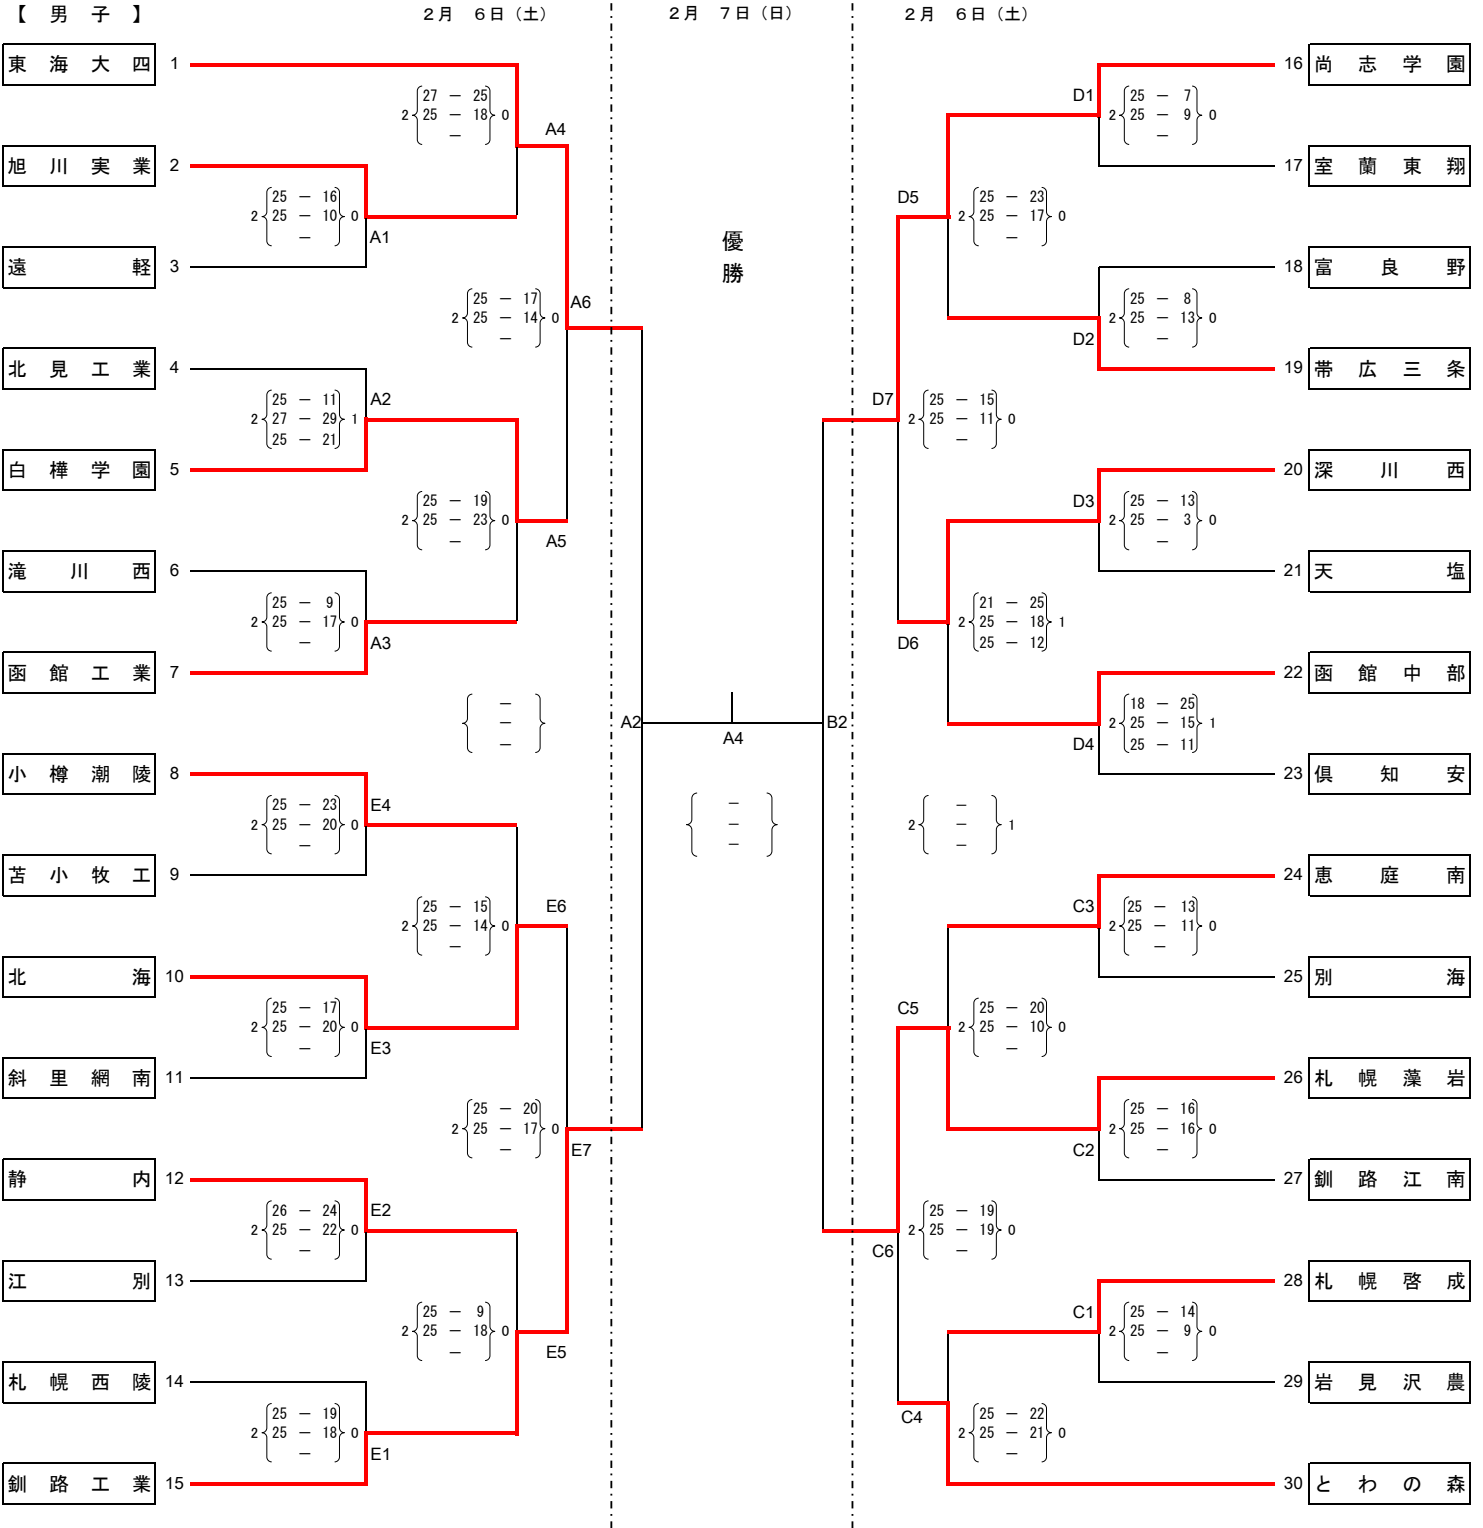 【 男 子 】
２月　６日（土）
２月　７日（日）
２月　６日（土）
東海大四 1
旭川実業 2
遠軽 3
北見工業 4
白樺学園 5
滝川西 6
函館工業 7
小樽潮陵 8
苫小牧工 9
北海 10
斜里網南 11
静内 12
江別 13
札幌西陵 14
釧路工業 15
27 － 25
2 25 － 18 0
－
A4
25 － 16
2 25 － 10 0
－
A1
25 － 17
2 25 － 14 0
－
A6
25 － 11
2 27 － 29 1
25 － 21
A2
25 － 19
2 25 － 23 0
－
A5
25 － 9
2 25 － 17 0
－
A3
－
－
－
A2
25 － 23
2 25 － 20 0
－
E4
25 － 15
2 25 － 14 0
－
E6
25 － 17
2 25 － 20 0
－
E3
25 － 20
2 25 － 17 0
－
E7
26 － 24
2 25 － 22 0
－
E2
25 － 9
2 25 － 18 0
－
E5
25 － 19
2 25 － 18 0
－
E1
優
勝
A4
－
－
－
B2
16 尚志学園
17 室蘭東翔
18 富良野
19 帯広三条
20 深川西
21 天塩
22 函館中部
23 倶知安
24 恵庭南
25 別海
26 札幌藻岩
27 釧路江南
28 札幌啓成
29 岩見沢農
30 とわの森
D1
25 － 7
2 25 － 9 0
－
D5
25 － 23
2 25 － 17 0
－
D2
25 － 8
2 25 － 13 0
－
D7
25 － 15
2 25 － 11 0
－
D3
25 － 13
2 25 － 3 0
－
D6
21 － 25
2 25 － 18 1
25 － 12
D4
18 － 25
2 25 － 15 1
25 － 11
－
2 － 1
－
C3
25 － 13
2 25 － 11 0
－
C5
25 － 20
2 25 － 10 0
－
C2
25 － 16
2 25 － 16 0
－
C6
25 － 19
2 25 － 19 0
－
C1
25 － 14
2 25 － 9 0
－
C4
25 － 22
2 25 － 21 0
－